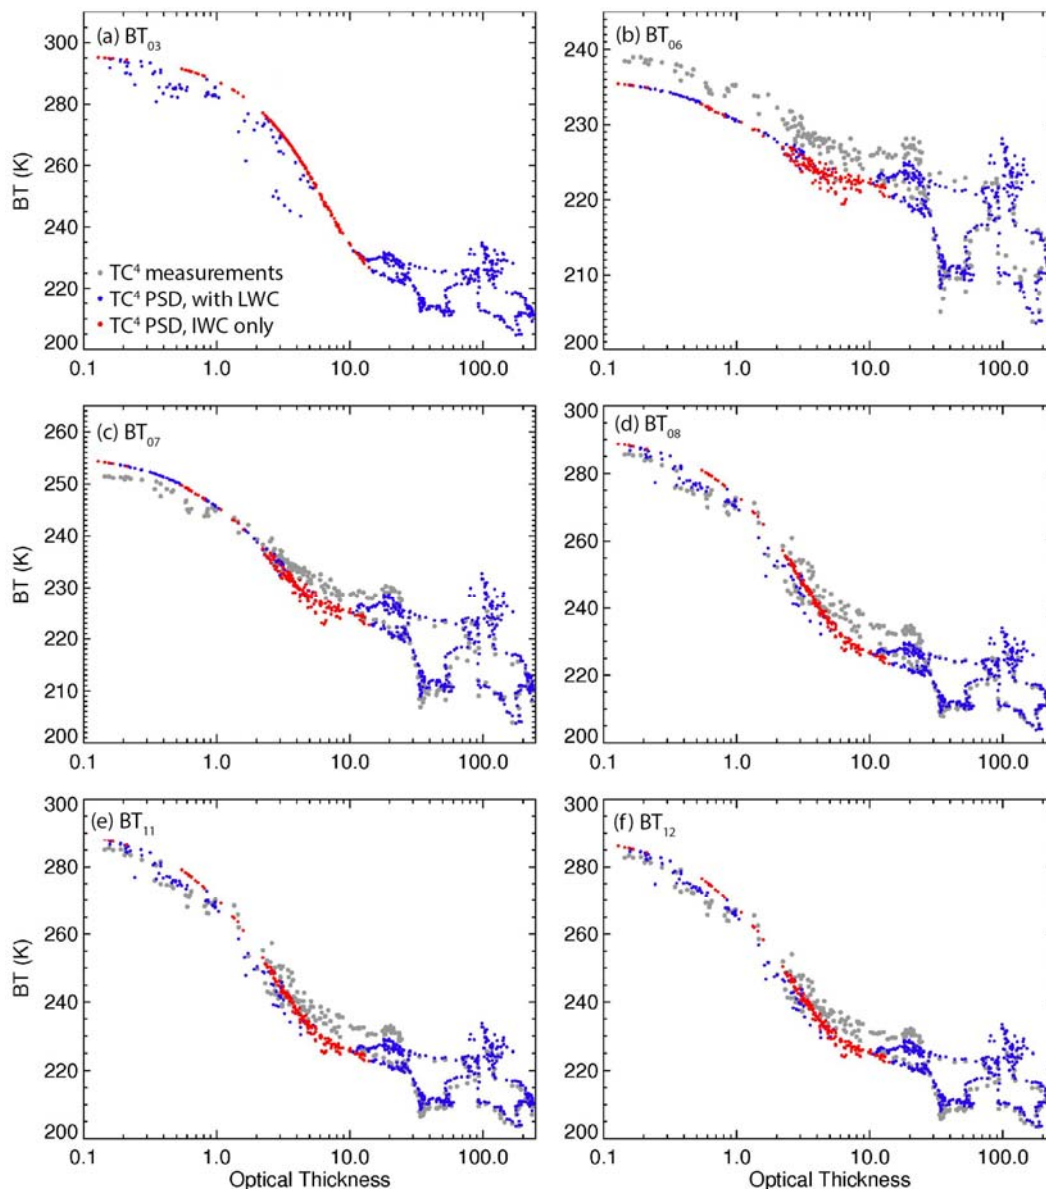 (a) BT₀₃
BT (K)
300
280
260
240
220
200
TC⁴ measurements
TC⁴ PSD, with LWC
TC⁴ PSD, IWC only
0.1 1.0 10.0 100.0
(b) BT₀₆
240
230
220
210
0.1 1.0 10.0 100.0
(c) BT₀₇
BT (K)
260
250
240
230
220
210
200
0.1 1.0 10.0 100.0
(d) BT₀₈
300
280
260
240
220
200
0.1 1.0 10.0 100.0
(e) BT₁₁
BT (K)
300
280
260
240
220
200
0.1 1.0 10.0 100.0
Optical Thickness
(f) BT₁₂
300
280
260
240
220
200
0.1 1.0 10.0 100.0
Optical Thickness